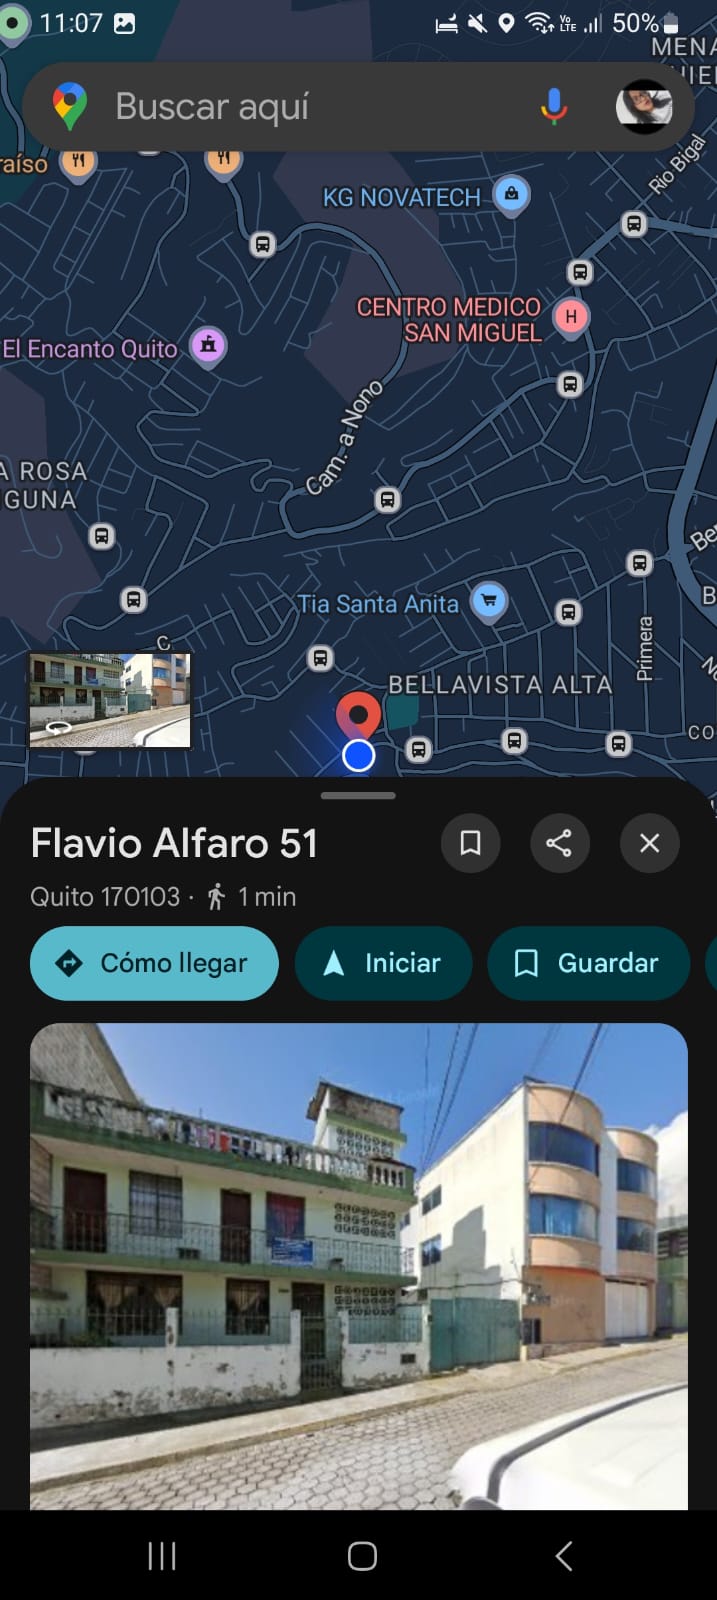 11:07
Vo
LTE
50%
MENA
Buscar aquí
raíso
Rio Bigal
KG NOVATECH
CENTRO MEDICO
SAN MIGUEL
H
El Encanto Quito
Cam. a Nono
A ROSA
GUNA
Tia Santa Anita
Primera
C.
BELLAVISTA ALTA
CO
Flavio Alfaro 51
Quito 170103 · 1 min
Cómo llegar
Iniciar
Guardar